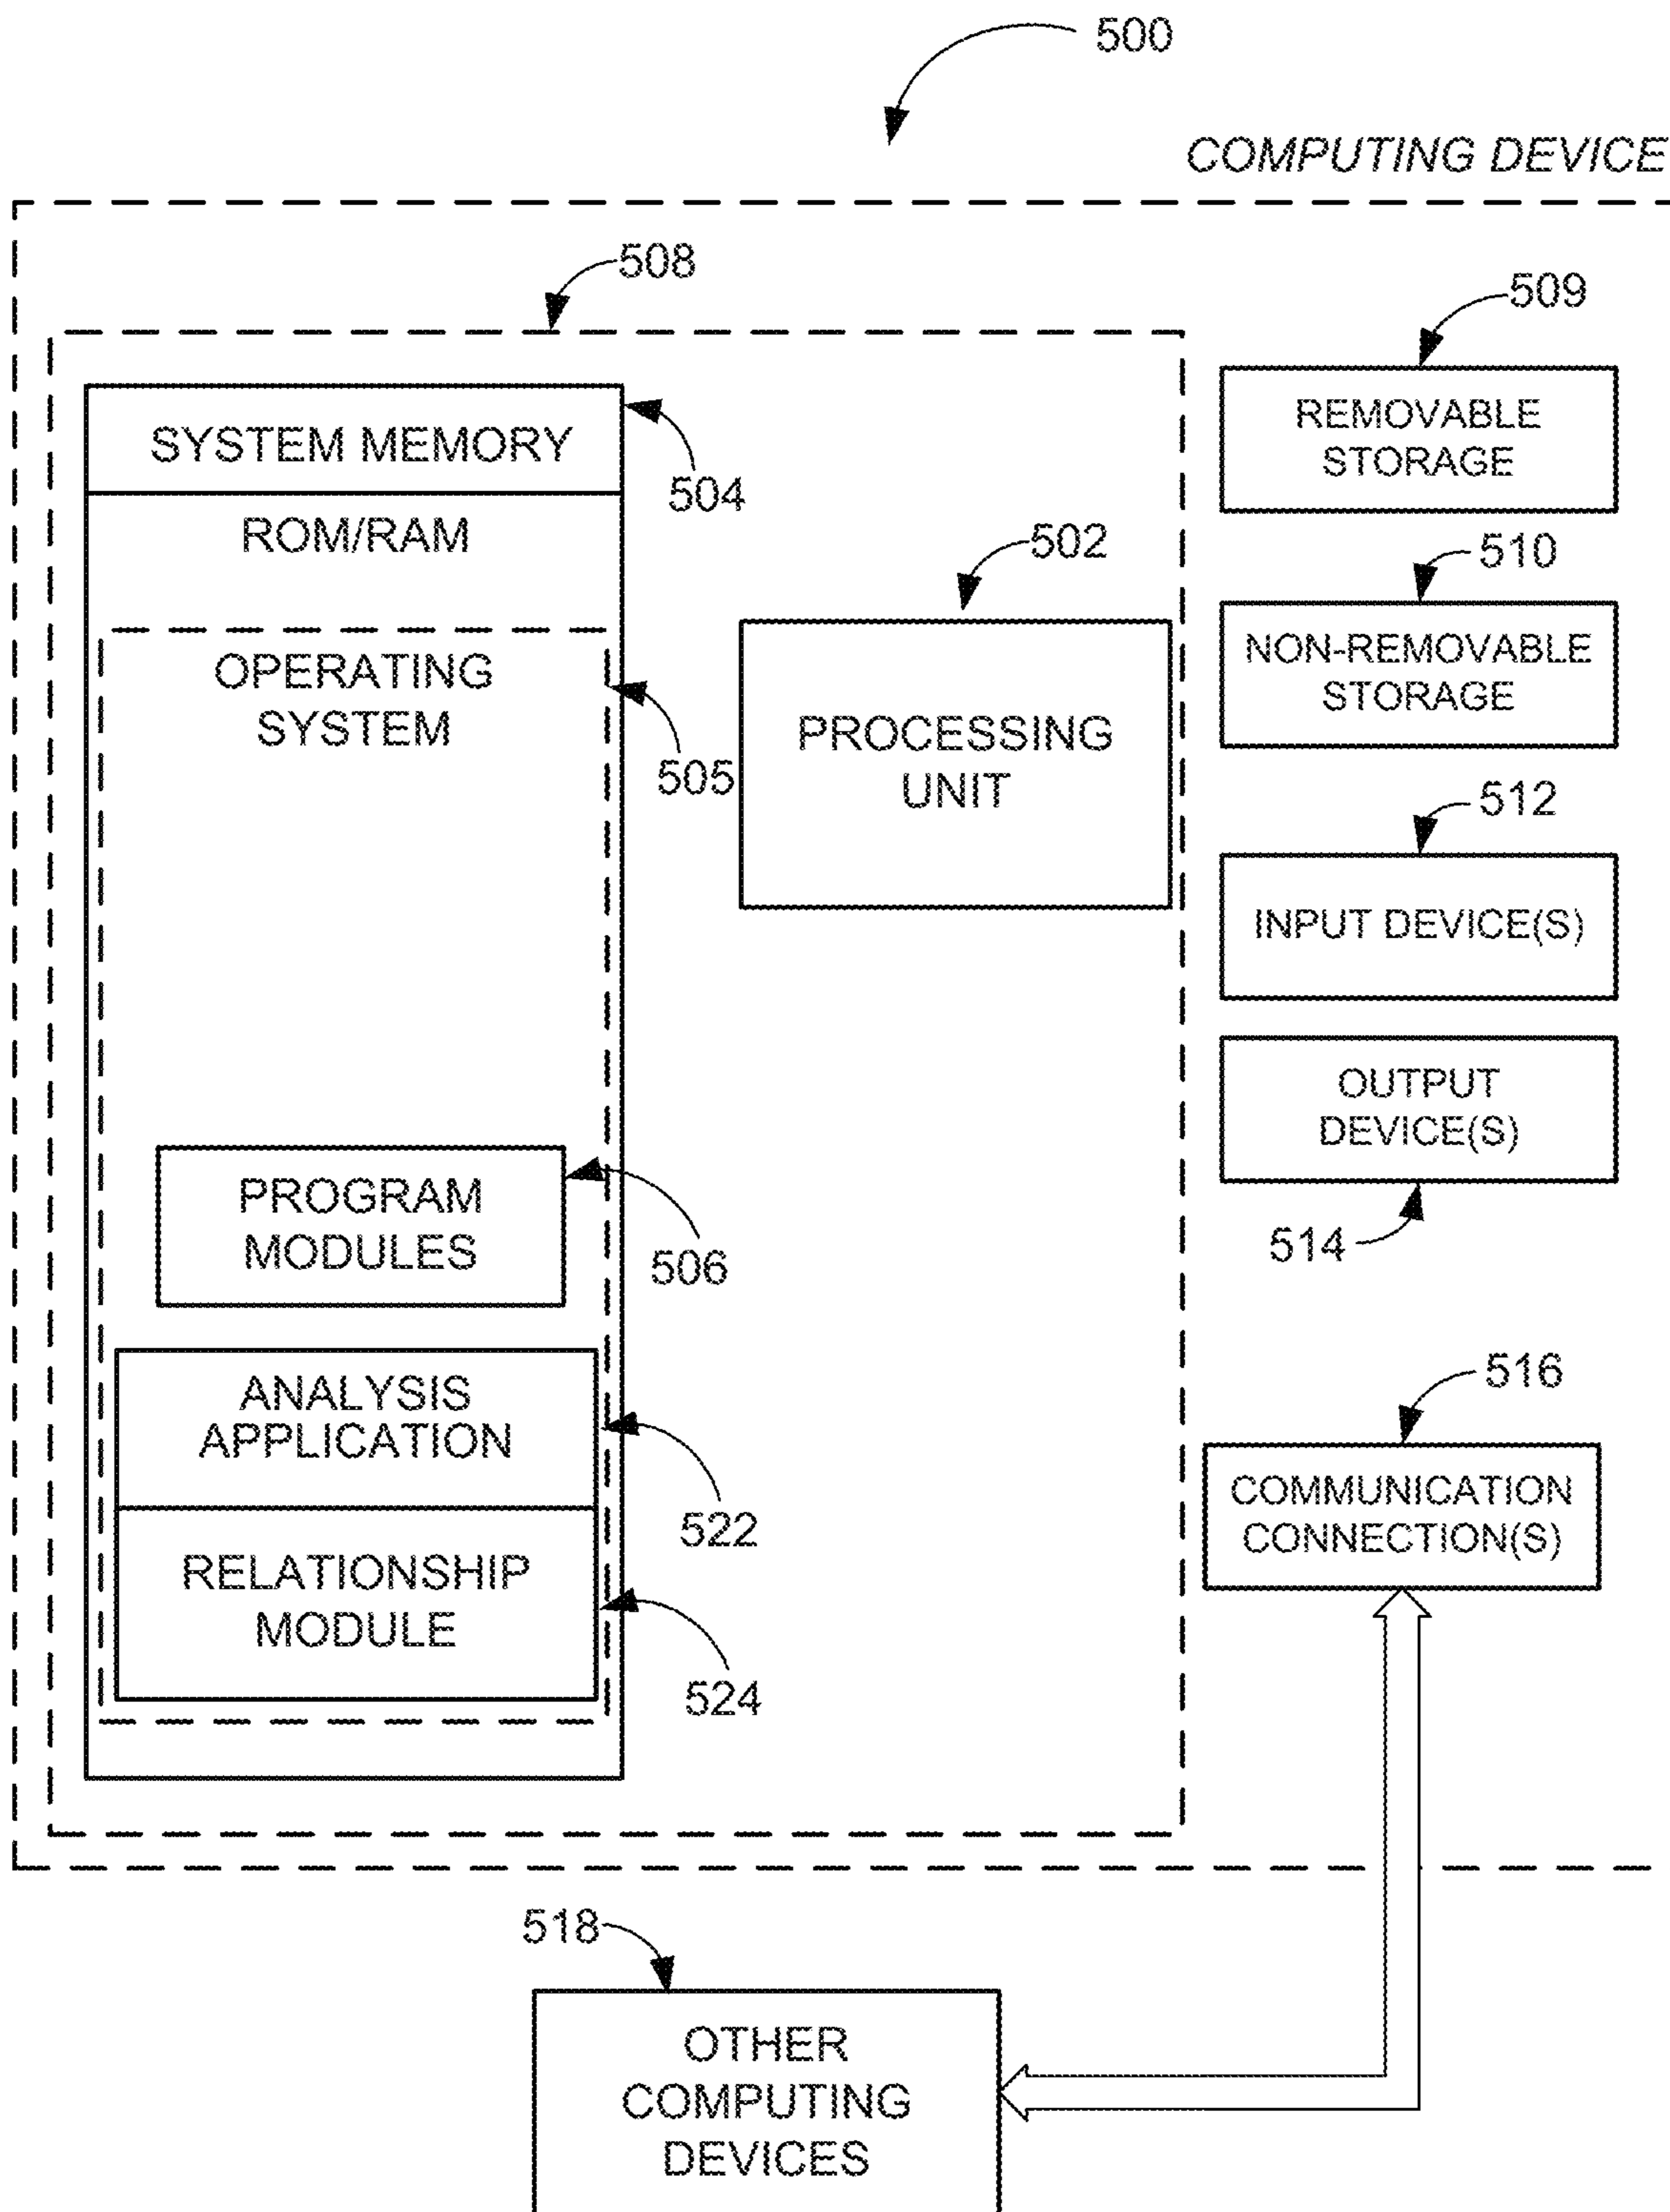 500
COMPUTING DEVICE
508
509
SYSTEM MEMORY
504
REMOVABLE
STORAGE
ROM/RAM
502
510
OPERATING
SYSTEM
505
PROCESSING
UNIT
NON-REMOVABLE
STORAGE
512
INPUT DEVICE(S)
OUTPUT
DEVICE(S)
514
PROGRAM
MODULES
506
ANALYSIS
APPLICATION
522
516
COMMUNICATION
CONNECTION(S)
RELATIONSHIP
MODULE
524
518
OTHER
COMPUTING
DEVICES